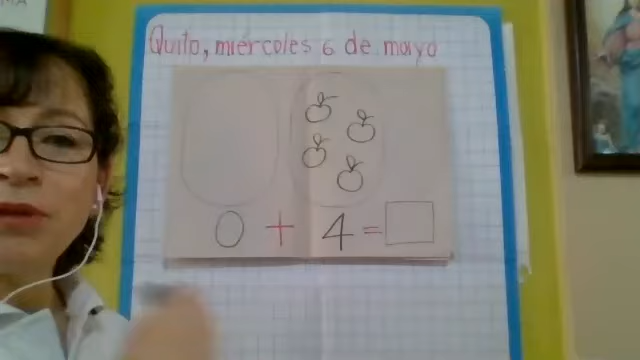 Quito, miércoles 6 de mayo
0 + 4 =